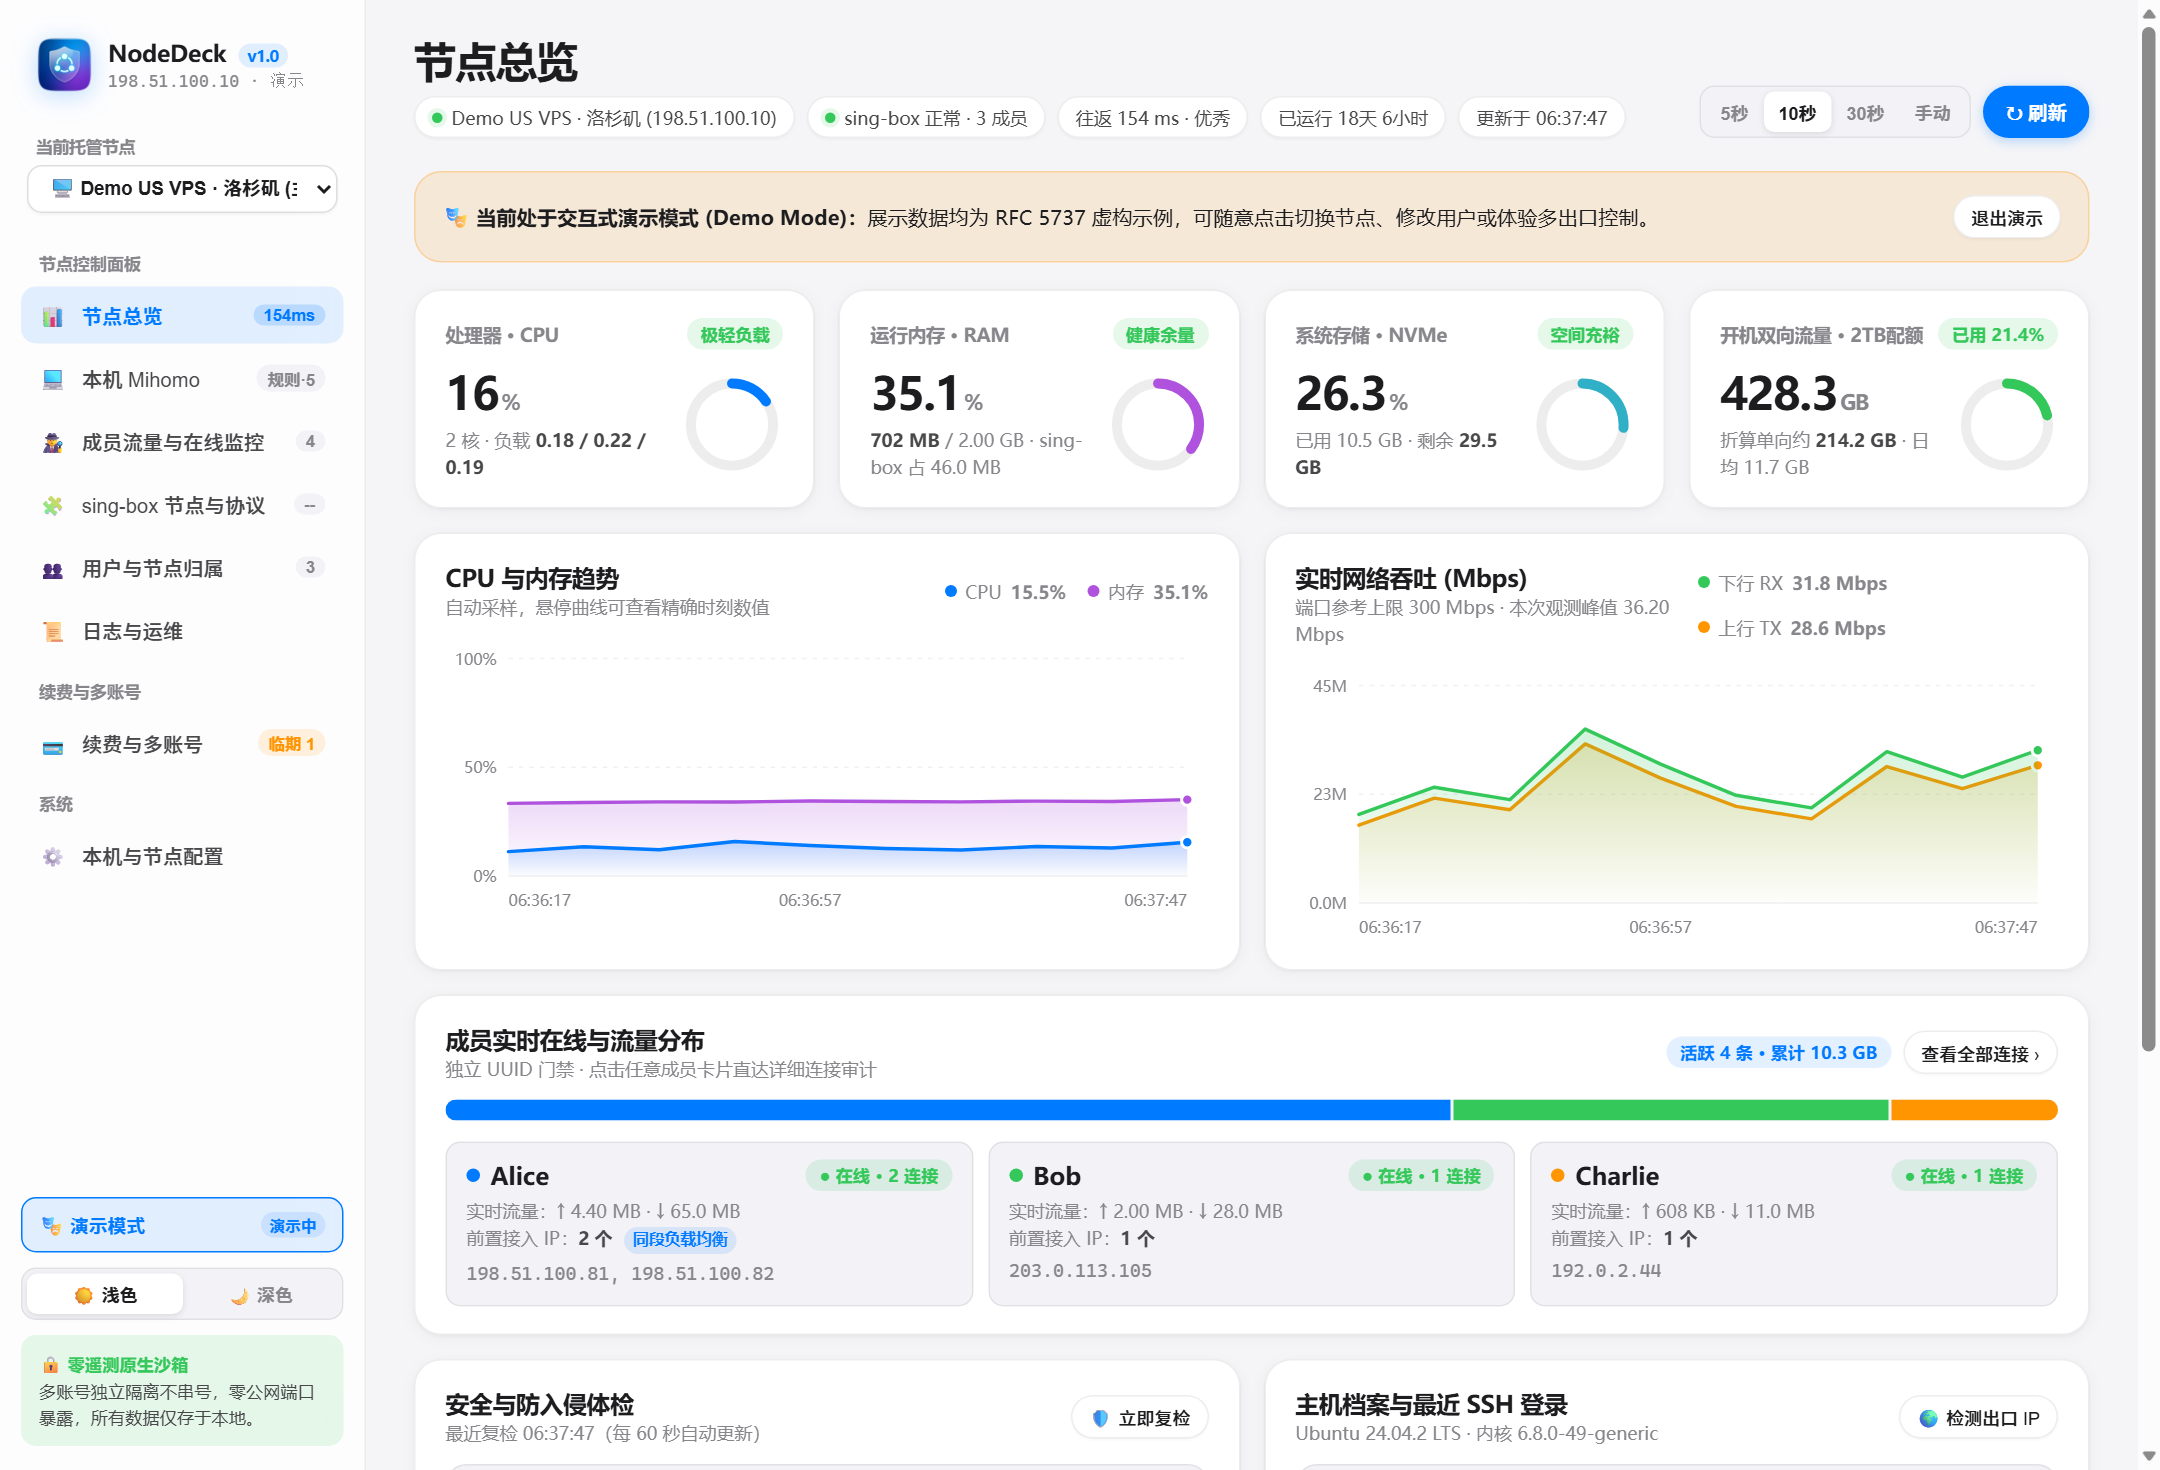 NodeDeck v1.0
198.51.100.10 · 演示
当前托管节点
Demo US VPS · 洛杉矶 (
节点控制面板
节点总览 154ms
本机 Mihomo 规则·5
成员流量与在线监控 4
sing-box 节点与协议 --
用户与节点归属 3
日志与运维
续费与多账号
续费与多账号 临期 1
系统
本机与节点配置
演示模式 演示中
浅色 深色
零遥测原生沙箱
多账号独立隔离不串号，零公网端口
暴露，所有数据仅存于本地。
节点总览
Demo US VPS · 洛杉矶 (198.51.100.10)
sing-box 正常 · 3 成员
往返 154 ms · 优秀
已运行 18天 6小时
更新于 06:37:47
5秒 10秒 30秒 手动
↻ 刷新
当前处于交互式演示模式 (Demo Mode)：展示数据均为 RFC 5737 虚构示例，可随意点击切换节点、修改用户或体验多出口控制。
退出演示
处理器 • CPU 极轻负载
16%
2 核 · 负载 0.18 / 0.22 /
0.19
运行内存 • RAM 健康余量
35.1%
702 MB / 2.00 GB · sing-
box 占 46.0 MB
系统存储 • NVMe 空间充裕
26.3%
已用 10.5 GB · 剩余 29.5
GB
开机双向流量 • 2TB配额 已用 21.4%
428.3GB
折算单向约 214.2 GB · 日
均 11.7 GB
CPU 与内存趋势
自动采样，悬停曲线可查看精确时刻数值
CPU 15.5% 内存 35.1%
100%
50%
0%
06:36:17 06:36:57 06:37:47
实时网络吞吐 (Mbps)
端口参考上限 300 Mbps · 本次观测峰值 36.20
Mbps
下行 RX 31.8 Mbps
上行 TX 28.6 Mbps
45M
23M
0.0M
06:36:17 06:36:57 06:37:47
成员实时在线与流量分布
独立 UUID 门禁 · 点击任意成员卡片直达详细连接审计
活跃 4 条 • 累计 10.3 GB
查看全部连接 ›
Alice ● 在线 • 2 连接
实时流量：↑ 4.40 MB · ↓ 65.0 MB
前置接入 IP：2 个 同段负载均衡
198.51.100.81, 198.51.100.82
Bob ● 在线 • 1 连接
实时流量：↑ 2.00 MB · ↓ 28.0 MB
前置接入 IP：1 个
203.0.113.105
Charlie ● 在线 • 1 连接
实时流量：↑ 608 KB · ↓ 11.0 MB
前置接入 IP：1 个
192.0.2.44
安全与防入侵体检
最近复检 06:37:47（每 60 秒自动更新）
立即复检
主机档案与最近 SSH 登录
Ubuntu 24.04.2 LTS · 内核 6.8.0-49-generic
检测出口 IP